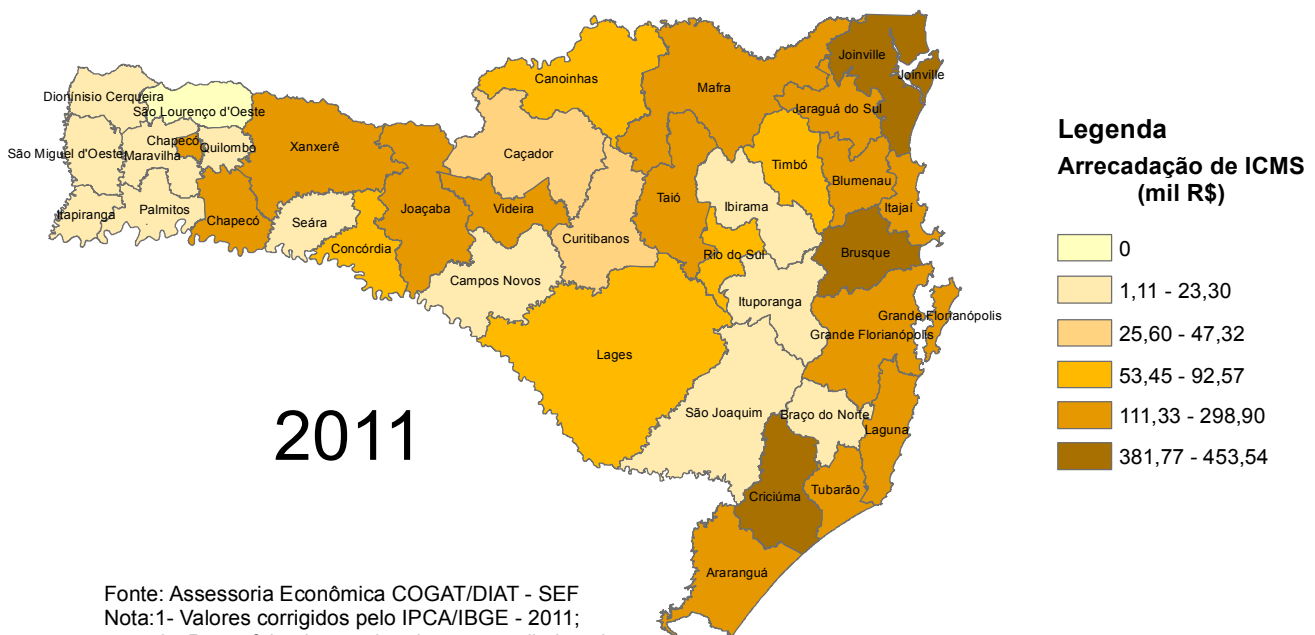 Joinville
Joinville
Canoinhas
Mafra
Dionínisio Cerqueira
São Lourenço d'Oeste
Jaraguá do Sul
Chapecó
Quilombo
Xanxerê
São Miguel d'Oeste
Maravilha
Caçador
Timbó
Blumenau
Itapiranga
Palmitos
Chapecó
Seára
Joaçaba
Videira
Taió
Ibirama
Itajaí
Concórdia
Curitibanos
Rio do Sul
Brusque
Campos Novos
Ituporanga
Grande Florianópolis
Grande Florianópolis
Lages
São Joaquim
Braço do Norte
Laguna
Criciúma
Tubarão
Araranguá
2011
Legenda
Arrecadação de ICMS
(mil R$)
0
1,11 - 23,30
25,60 - 47,32
53,45 - 92,57
111,33 - 298,90
381,77 - 453,54
Fonte: Assessoria Econômica COGAT/DIAT - SEF
Nota:1- Valores corrigidos pelo IPCA/IBGE - 2011;